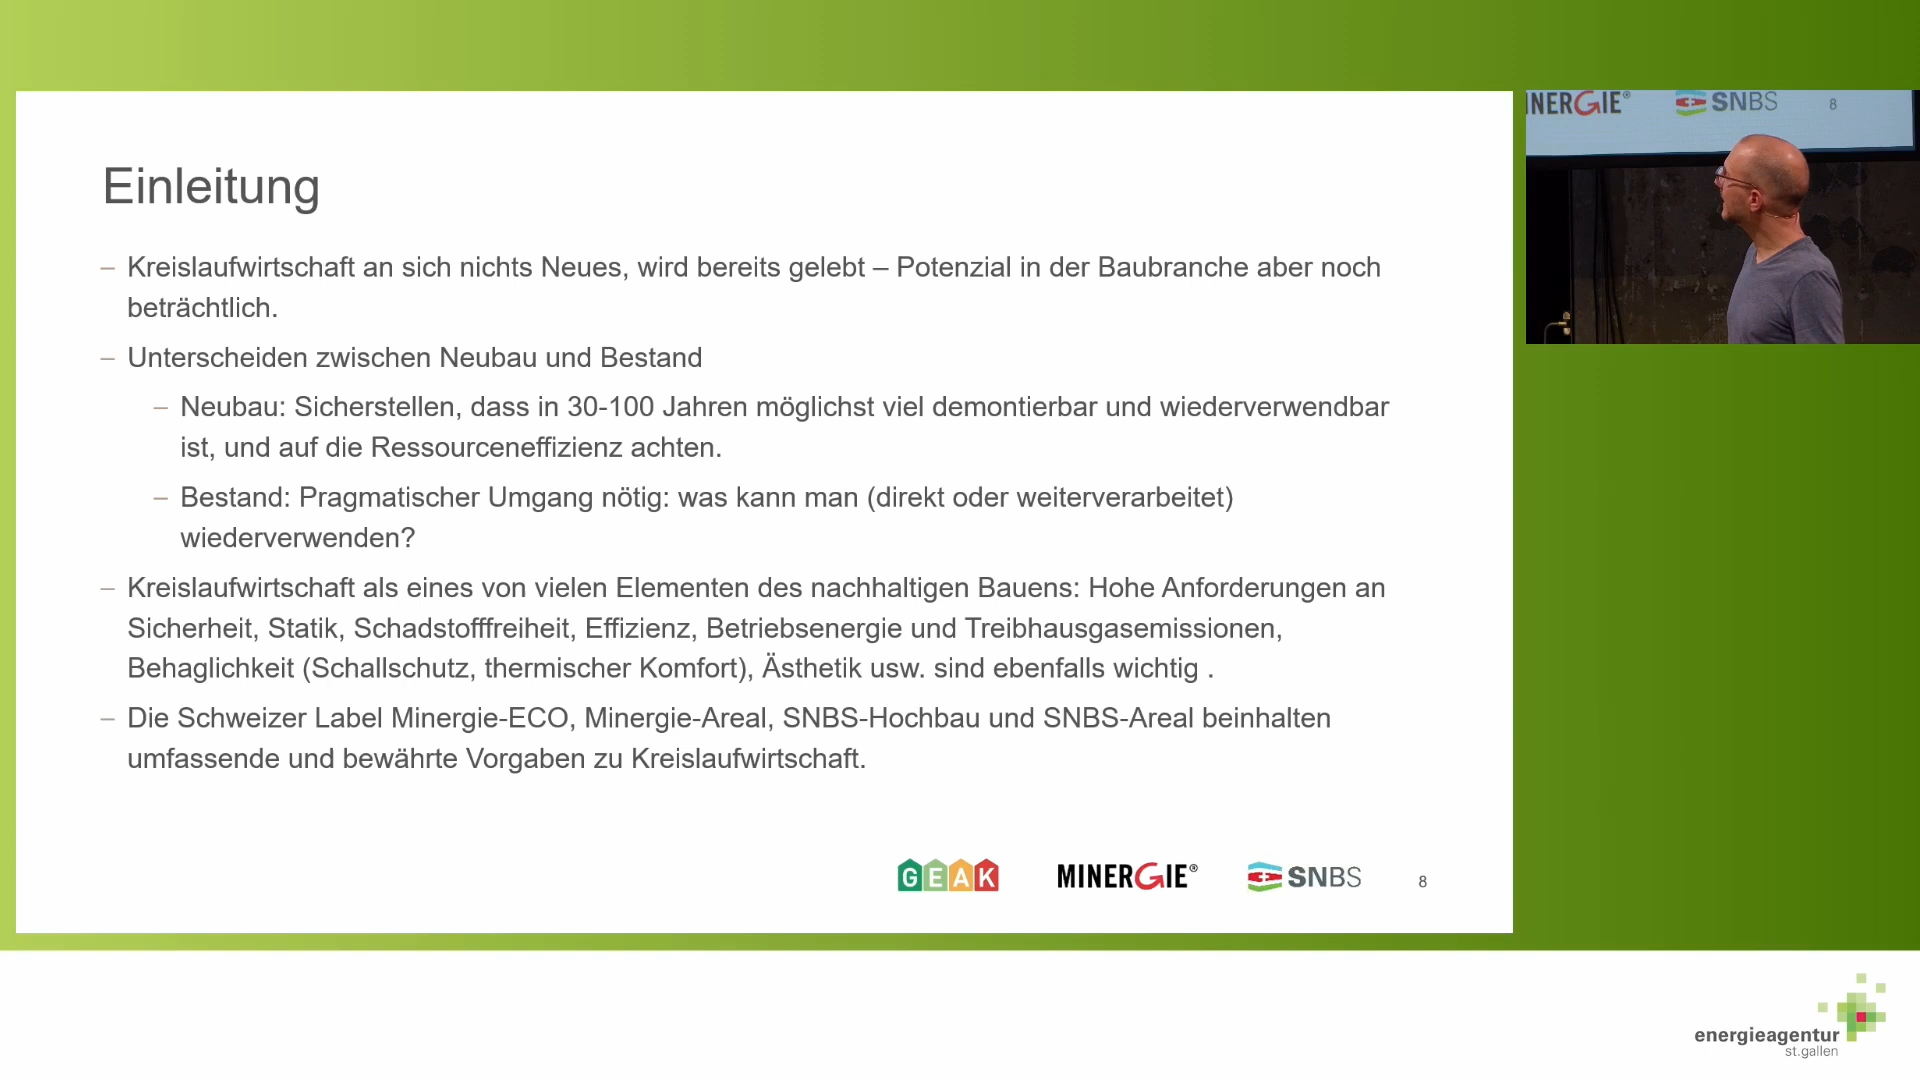 Einleitung
– Kreislaufwirtschaft an sich nichts Neues, wird bereits gelebt – Potenzial in der Baubranche aber noch
beträchtlich.
– Unterscheiden zwischen Neubau und Bestand
– Neubau: Sicherstellen, dass in 30-100 Jahren möglichst viel demontierbar und wiederverwendbar
ist, und auf die Ressourceneffizienz achten.
– Bestand: Pragmatischer Umgang nötig: was kann man (direkt oder weiterverarbeitet)
wiederverwenden?
– Kreislaufwirtschaft als eines von vielen Elementen des nachhaltigen Bauens: Hohe Anforderungen an
Sicherheit, Statik, Schadstofffreiheit, Effizienz, Betriebsenergie und Treibhausgasemissionen,
Behaglichkeit (Schallschutz, thermischer Komfort), Ästhetik usw. sind ebenfalls wichtig .
– Die Schweizer Label Minergie-ECO, Minergie-Areal, SNBS-Hochbau und SNBS-Areal beinhalten
umfassende und bewährte Vorgaben zu Kreislaufwirtschaft.
GEAK MINERGIE® SNBS 8
INERGIE® SNBS 8
energieagentur
st.gallen